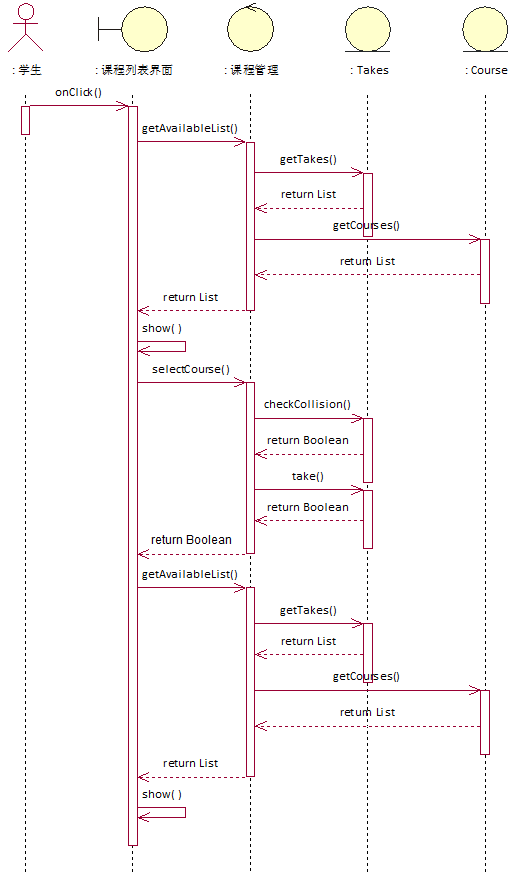 : 学生
: 课程列表界面
: 课程管理
: Takes
: Course
onClick()
getAvailableList()
getTakes()
return List
getCourses()
return List
return List
show( )
selectCourse()
checkCollision()
return Boolean
take()
return Boolean
return Boolean
getAvailableList()
getTakes()
return List
getCourses()
return List
return List
show( )